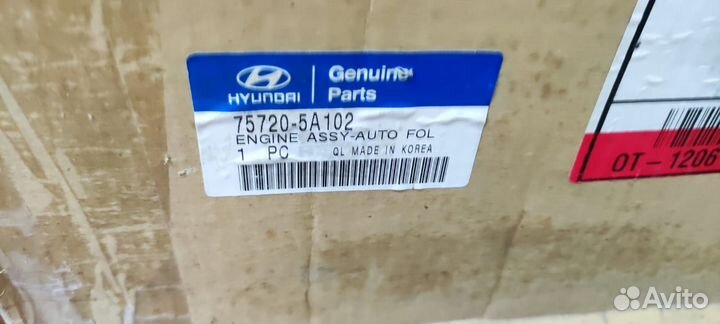 HYUNDAI
Genuine
Parts
75720-5A102
ENGINE ASSY-AUTO FOL
1 PC QL MADE IN KOREA
OT-1206
Avito